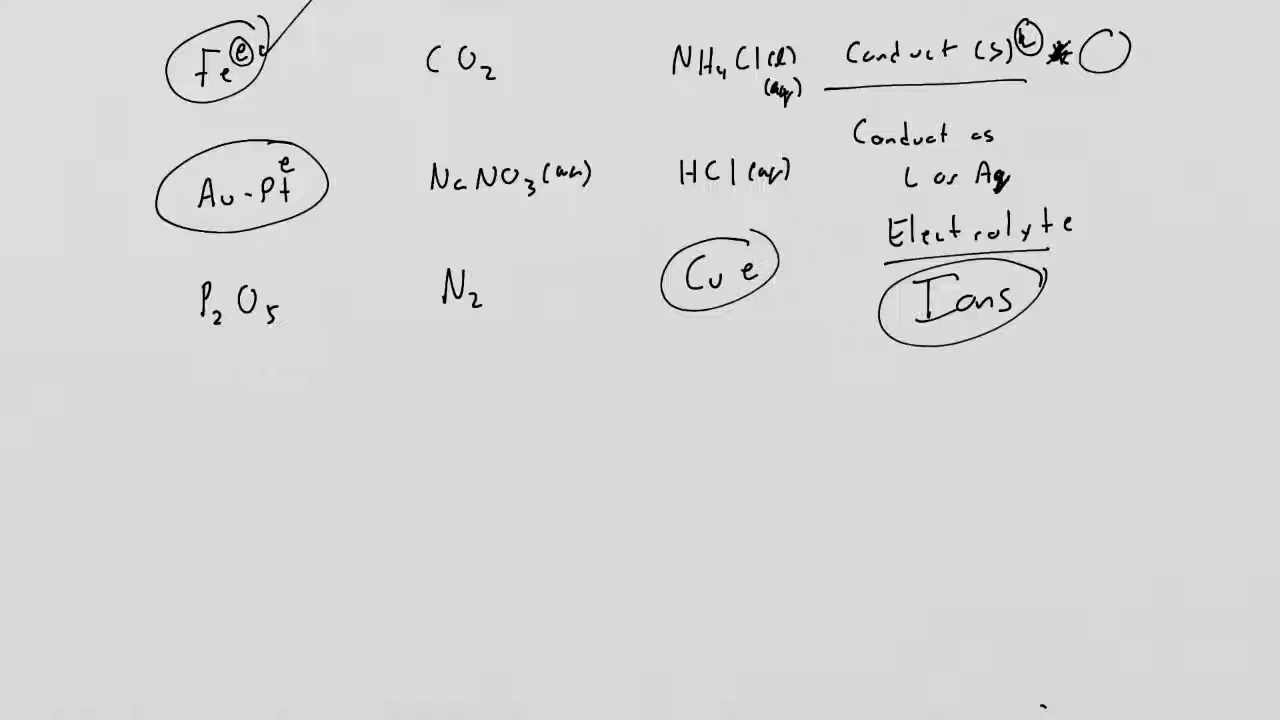 Fe e CO2 NH4Cl(l) Conduct (s) L
(aq)
Conduct as
Au-Pt e NaNO3(aq) HCl(aq) L or Aq
Electrolyte
P2O5 N2 Cu e Ions